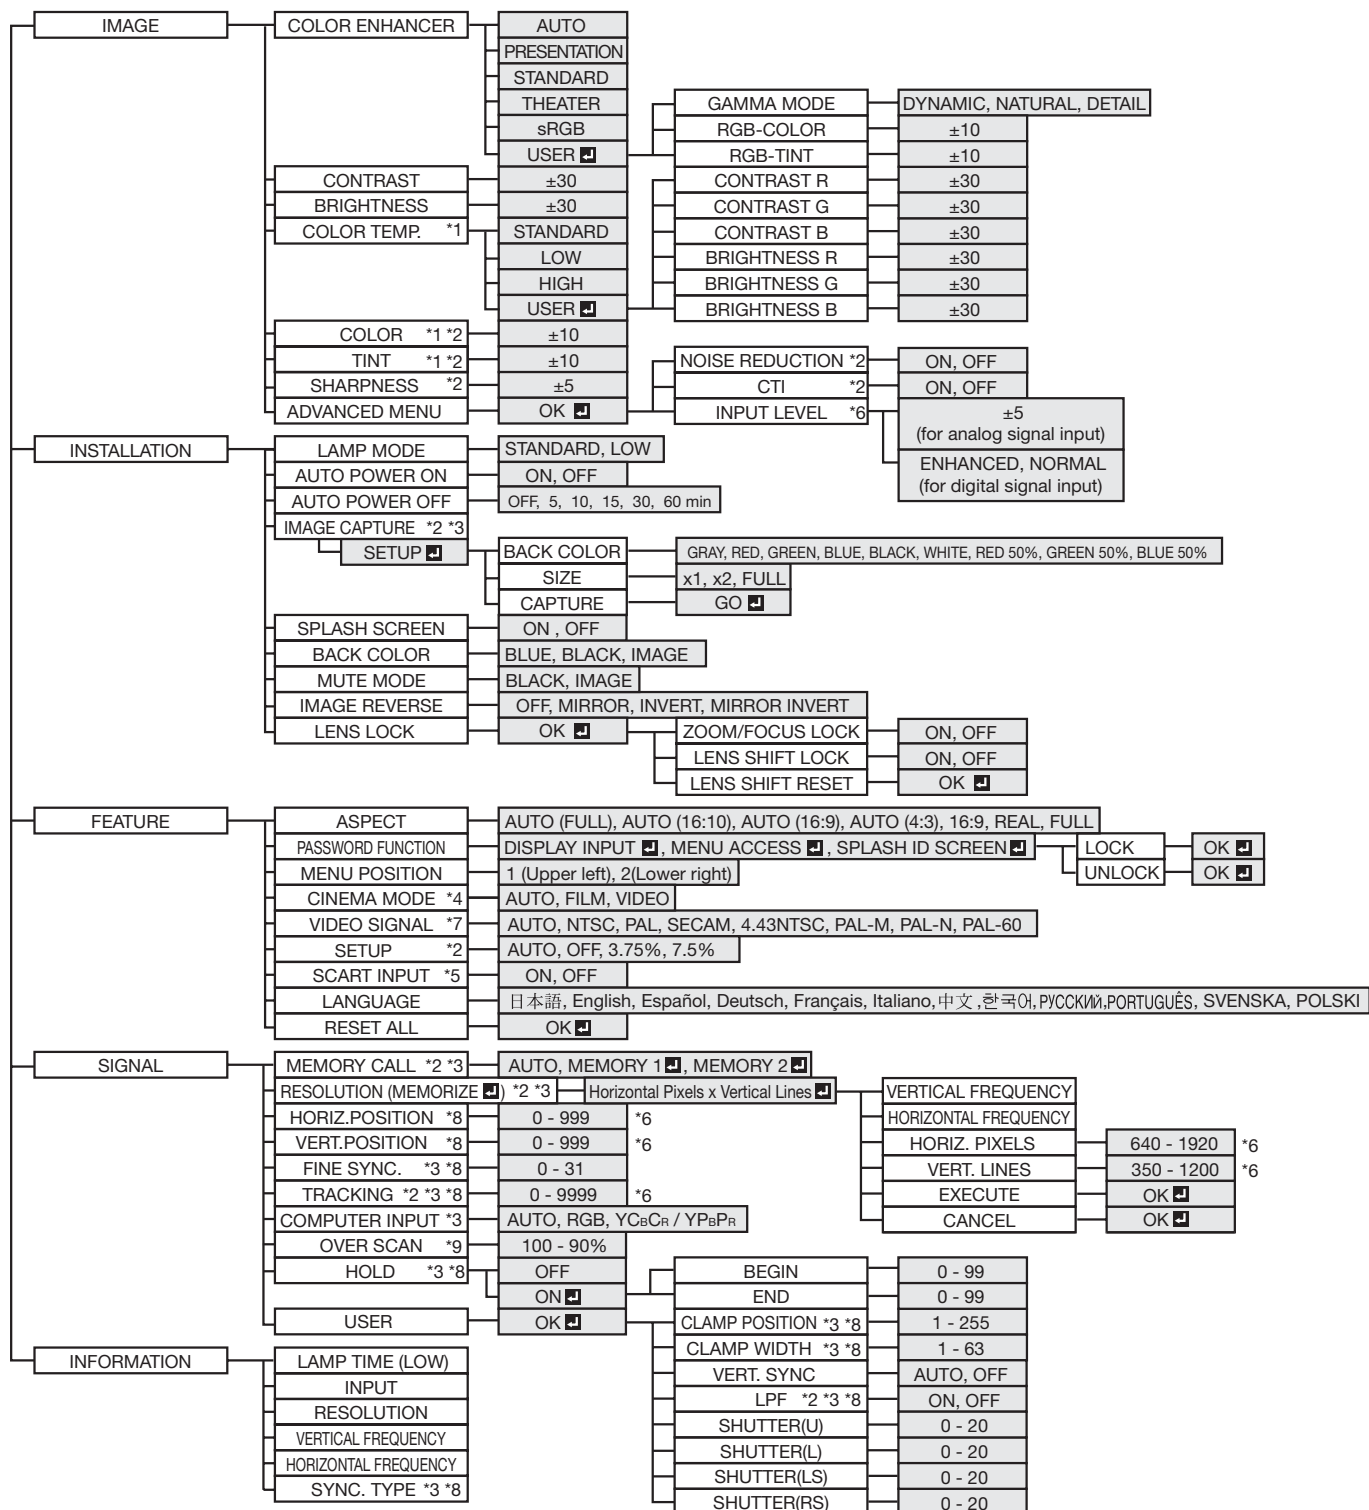 IMAGE COLOR ENHANCER AUTO
PRESENTATION
STANDARD
THEATER GAMMA MODE DYNAMIC, NATURAL, DETAIL
sRGB RGB-COLOR ±10
USER RGB-TINT ±10
CONTRAST ±30 CONTRAST R ±30
BRIGHTNESS ±30 CONTRAST G ±30
COLOR TEMP. *1 STANDARD CONTRAST B ±30
LOW BRIGHTNESS R ±30
HIGH BRIGHTNESS G ±30
USER BRIGHTNESS B ±30
COLOR *1 *2 ±10
TINT *1 *2 ±10 NOISE REDUCTION *2 ON, OFF
SHARPNESS *2 ±5 CTI *2 ON, OFF
ADVANCED MENU OK INPUT LEVEL *6 ±5
(for analog signal input)
ENHANCED, NORMAL
(for digital signal input)
INSTALLATION LAMP MODE STANDARD, LOW
AUTO POWER ON ON, OFF
AUTO POWER OFF OFF, 5, 10, 15, 30, 60 min
IMAGE CAPTURE *2 *3
SETUP BACK COLOR GRAY, RED, GREEN, BLUE, BLACK, WHITE, RED 50%, GREEN 50%, BLUE 50%
SIZE x1, x2, FULL
CAPTURE GO
SPLASH SCREEN ON , OFF
BACK COLOR BLUE, BLACK, IMAGE
MUTE MODE BLACK, IMAGE
IMAGE REVERSE OFF, MIRROR, INVERT, MIRROR INVERT
LENS LOCK OK ZOOM/FOCUS LOCK ON, OFF
LENS SHIFT LOCK ON, OFF
LENS SHIFT RESET OK
FEATURE ASPECT AUTO (FULL), AUTO (16:10), AUTO (16:9), AUTO (4:3), 16:9, REAL, FULL
PASSWORD FUNCTION DISPLAY INPUT , MENU ACCESS , SPLASH ID SCREEN LOCK OK
MENU POSITION 1 (Upper left), 2(Lower right) UNLOCK OK
CINEMA MODE *4 AUTO, FILM, VIDEO
VIDEO SIGNAL *7 AUTO, NTSC, PAL, SECAM, 4.43NTSC, PAL-M, PAL-N, PAL-60
SETUP *2 AUTO, OFF, 3.75%, 7.5%
SCART INPUT *5 ON, OFF
LANGUAGE 日本語, English, Español, Deutsch, Français, Italiano, 中文 ,한국어, РУССКИЙ,PORTUGUÊS, SVENSKA, POLSKI
RESET ALL OK
SIGNAL MEMORY CALL *2 *3 AUTO, MEMORY 1 , MEMORY 2
RESOLUTION (MEMORIZE ) *2 *3 Horizontal Pixels x Vertical Lines VERTICAL FREQUENCY
HORIZ.POSITION *8 0 - 999 *6 HORIZONTAL FREQUENCY
VERT.POSITION *8 0 - 999 *6 HORIZ. PIXELS 640 - 1920 *6
FINE SYNC. *3 *8 0 - 31 VERT. LINES 350 - 1200 *6
TRACKING *2 *3 *8 0 - 9999 *6 EXECUTE OK
COMPUTER INPUT *3 AUTO, RGB, YCBCR / YPBPR CANCEL OK
OVER SCAN *9 100 - 90%
HOLD *3 *8 OFF BEGIN 0 - 99
ON END 0 - 99
USER OK CLAMP POSITION *3 *8 1 - 255
CLAMP WIDTH *3 *8 1 - 63
INFORMATION LAMP TIME (LOW) VERT. SYNC AUTO, OFF
INPUT LPF *2 *3 *8 ON, OFF
RESOLUTION SHUTTER(U) 0 - 20
VERTICAL FREQUENCY SHUTTER(L) 0 - 20
HORIZONTAL FREQUENCY SHUTTER(LS) 0 - 20
SYNC. TYPE *3 *8 SHUTTER(RS) 0 - 20